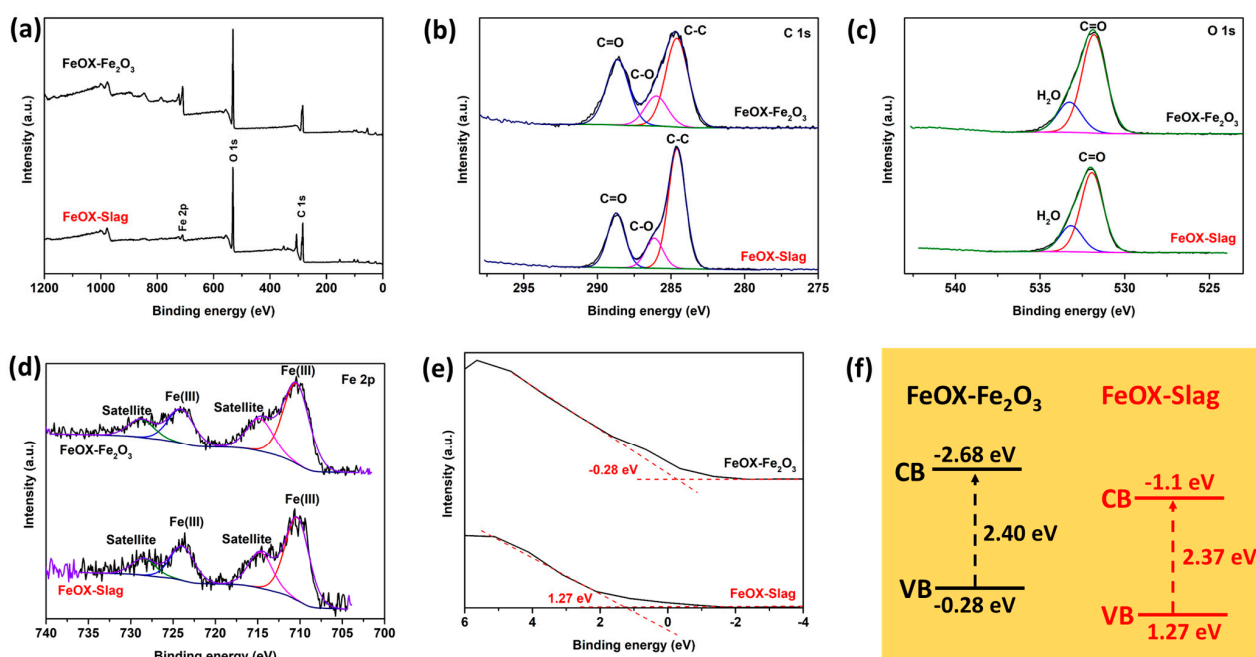 (a)
FeOX-Fe₂O₃
O 1s
Fe 2p
C 1s
FeOX-Slag
Intensity (a.u.)
1200 1000 800 600 400 200 0
Binding energy (eV)
(b)
C 1s
C-C
C=O
C-O
FeOX-Fe₂O₃
C-C
C=O
C-O
FeOX-Slag
Intensity (a.u.)
295 290 285 280 275
Binding energy (eV)
(c)
O 1s
C=O
H₂O
FeOX-Fe₂O₃
C=O
H₂O
FeOX-Slag
Intensity (a.u.)
540 535 530 525
Binding energy (eV)
(d)
Fe 2p
Fe(III)
Fe(III)
Satellite
Satellite
FeOX-Fe₂O₃
Fe(III)
Fe(III)
Satellite
Satellite
FeOX-Slag
Intensity (a.u.)
740 735 730 725 720 715 710 705 700
Binding energy (eV)
(e)
FeOX-Fe₂O₃
-0.28 eV
FeOX-Slag
1.27 eV
Intensity (a.u.)
6 4 2 0 -2 -4
Binding energy (eV)
(f)
FeOX-Fe₂O₃ FeOX-Slag
-2.68 eV
CB
-1.1 eV
CB
2.40 eV
2.37 eV
VB
-0.28 eV
VB
1.27 eV